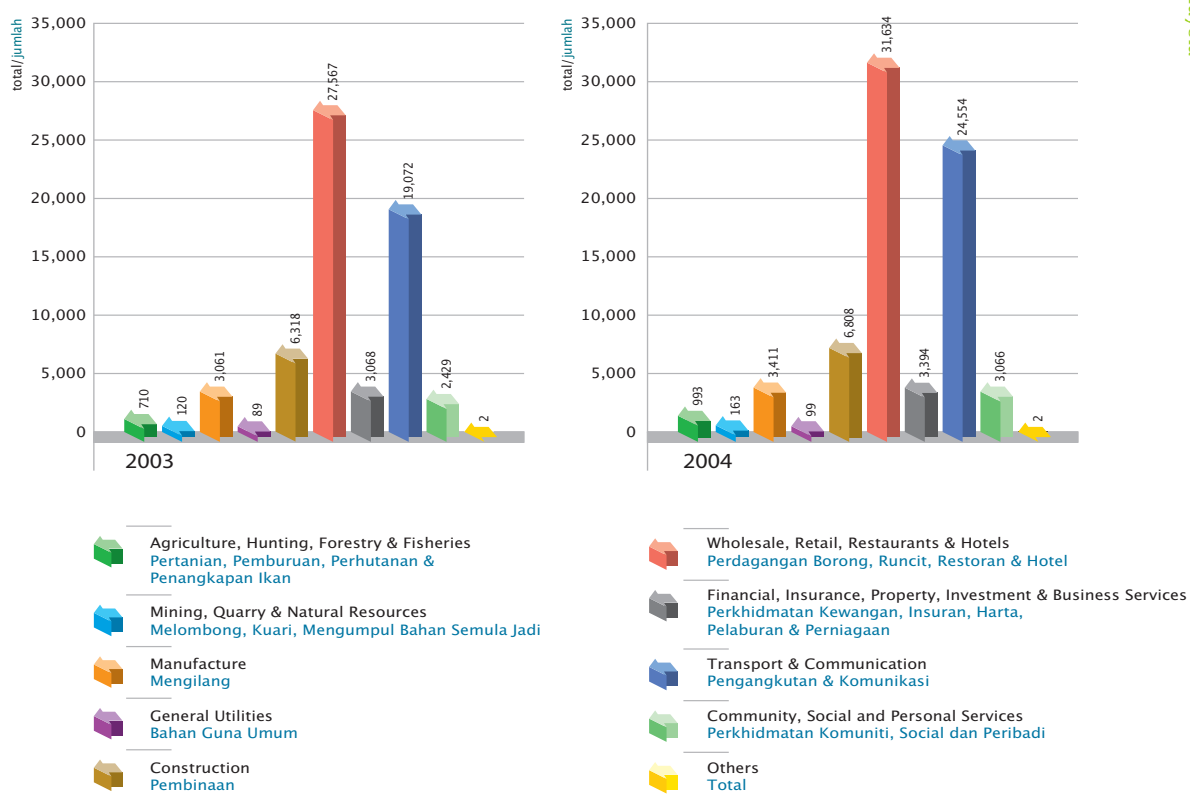 total/jumlah
35,000
30,000
25,000
20,000
15,000
10,000
5,000
0
710
120
3,061
89
6,318
27,567
3,068
19,072
2,429
2
2003
total/jumlah
35,000
30,000
25,000
20,000
15,000
10,000
5,000
0
993
163
3,411
99
6,808
31,634
3,394
24,554
3,066
2
2004
Agriculture, Hunting, Forestry & Fisheries
Pertanian, Pemburuan, Perhutanan &
Penangkapan Ikan
Mining, Quarry & Natural Resources
Melombong, Kuari, Mengumpul Bahan Semula Jadi
Manufacture
Mengilang
General Utilities
Bahan Guna Umum
Construction
Pembinaan
Wholesale, Retail, Restaurants & Hotels
Perdagangan Borong, Runcit, Restoran & Hotel
Financial, Insurance, Property, Investment & Business Services
Perkhidmatan Kewangan, Insuran, Harta,
Pelaburan & Perniagaan
Transport & Communication
Pengangkutan & Komunikasi
Community, Social and Personal Services
Perkhidmatan Komuniti, Social dan Peribadi
Others
Total